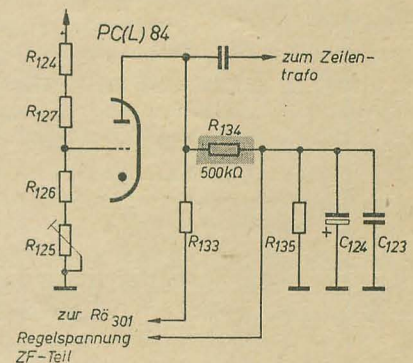 PC(L) 84
zum Zeilen-
trafo
R124
R127
R134
500kΩ
R126
R125
R133
R135
+
C124
C123
zur Rö 301
Regelspannung
ZF-Teil